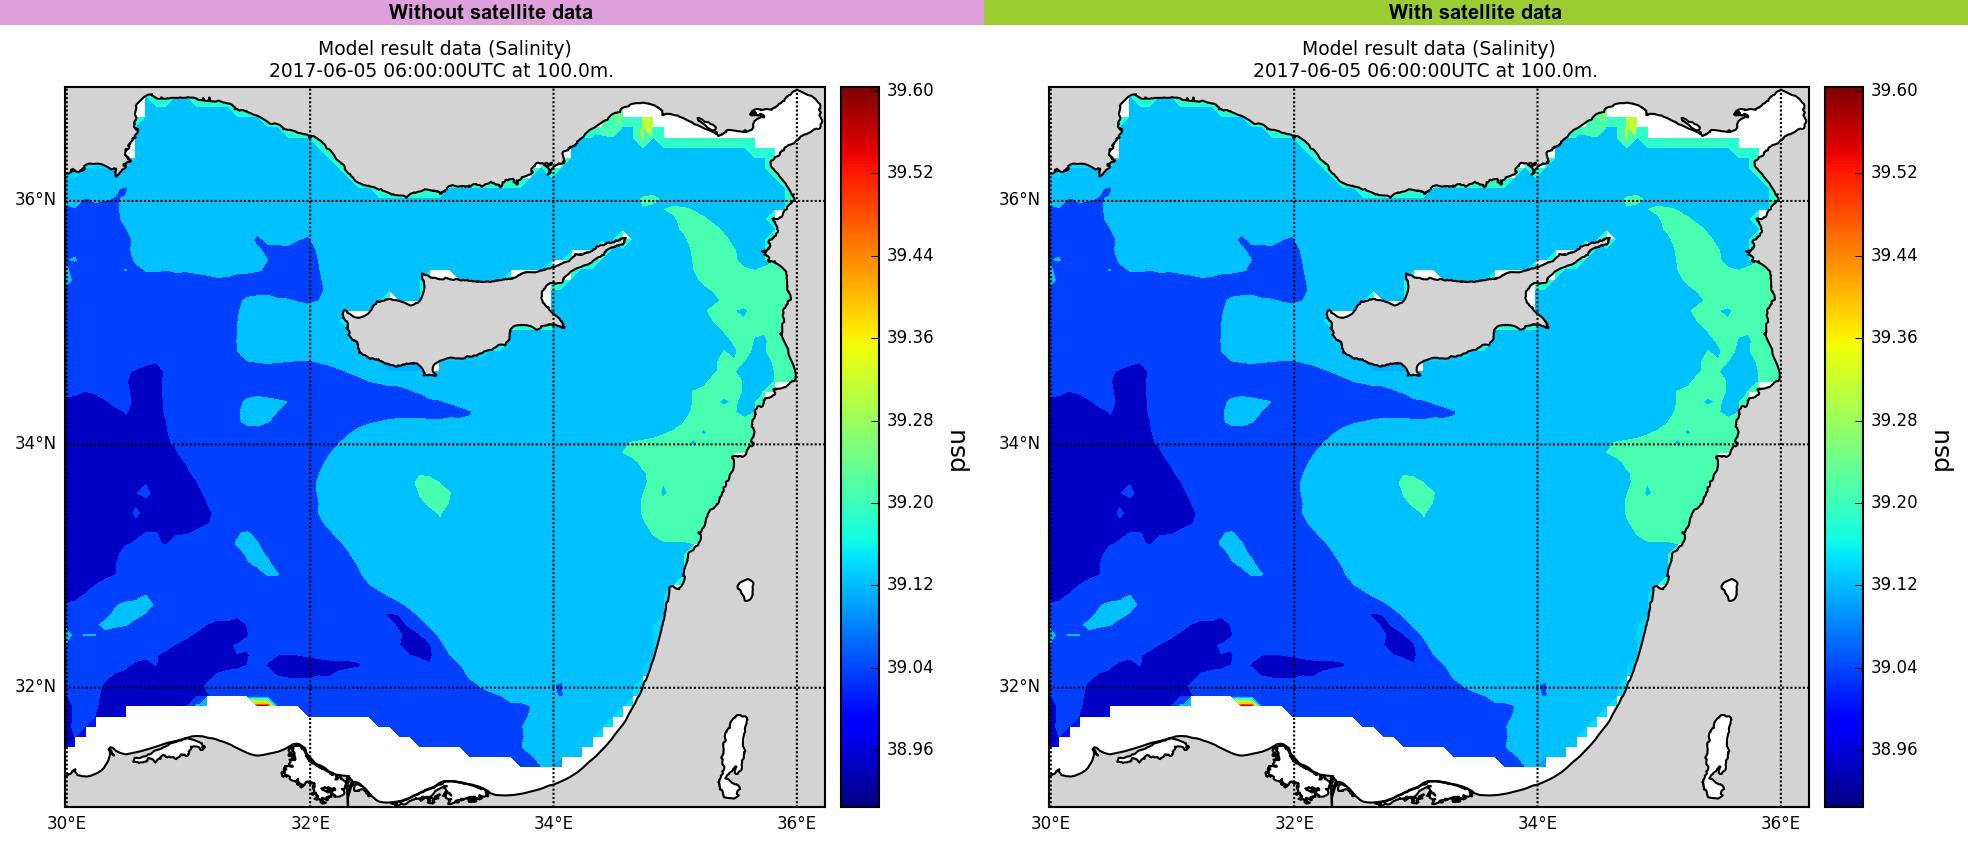 Without satellite data
With satellite data
Model result data (Salinity)
2017-06-05 06:00:00UTC at 100.0m.
36°N
34°N
32°N
30°E
32°E
34°E
36°E
39.60
39.52
39.44
39.36
39.28
39.20
39.12
39.04
38.96
psu
Model result data (Salinity)
2017-06-05 06:00:00UTC at 100.0m.
36°N
34°N
32°N
30°E
32°E
34°E
36°E
39.60
39.52
39.44
39.36
39.28
39.20
39.12
39.04
38.96
psu